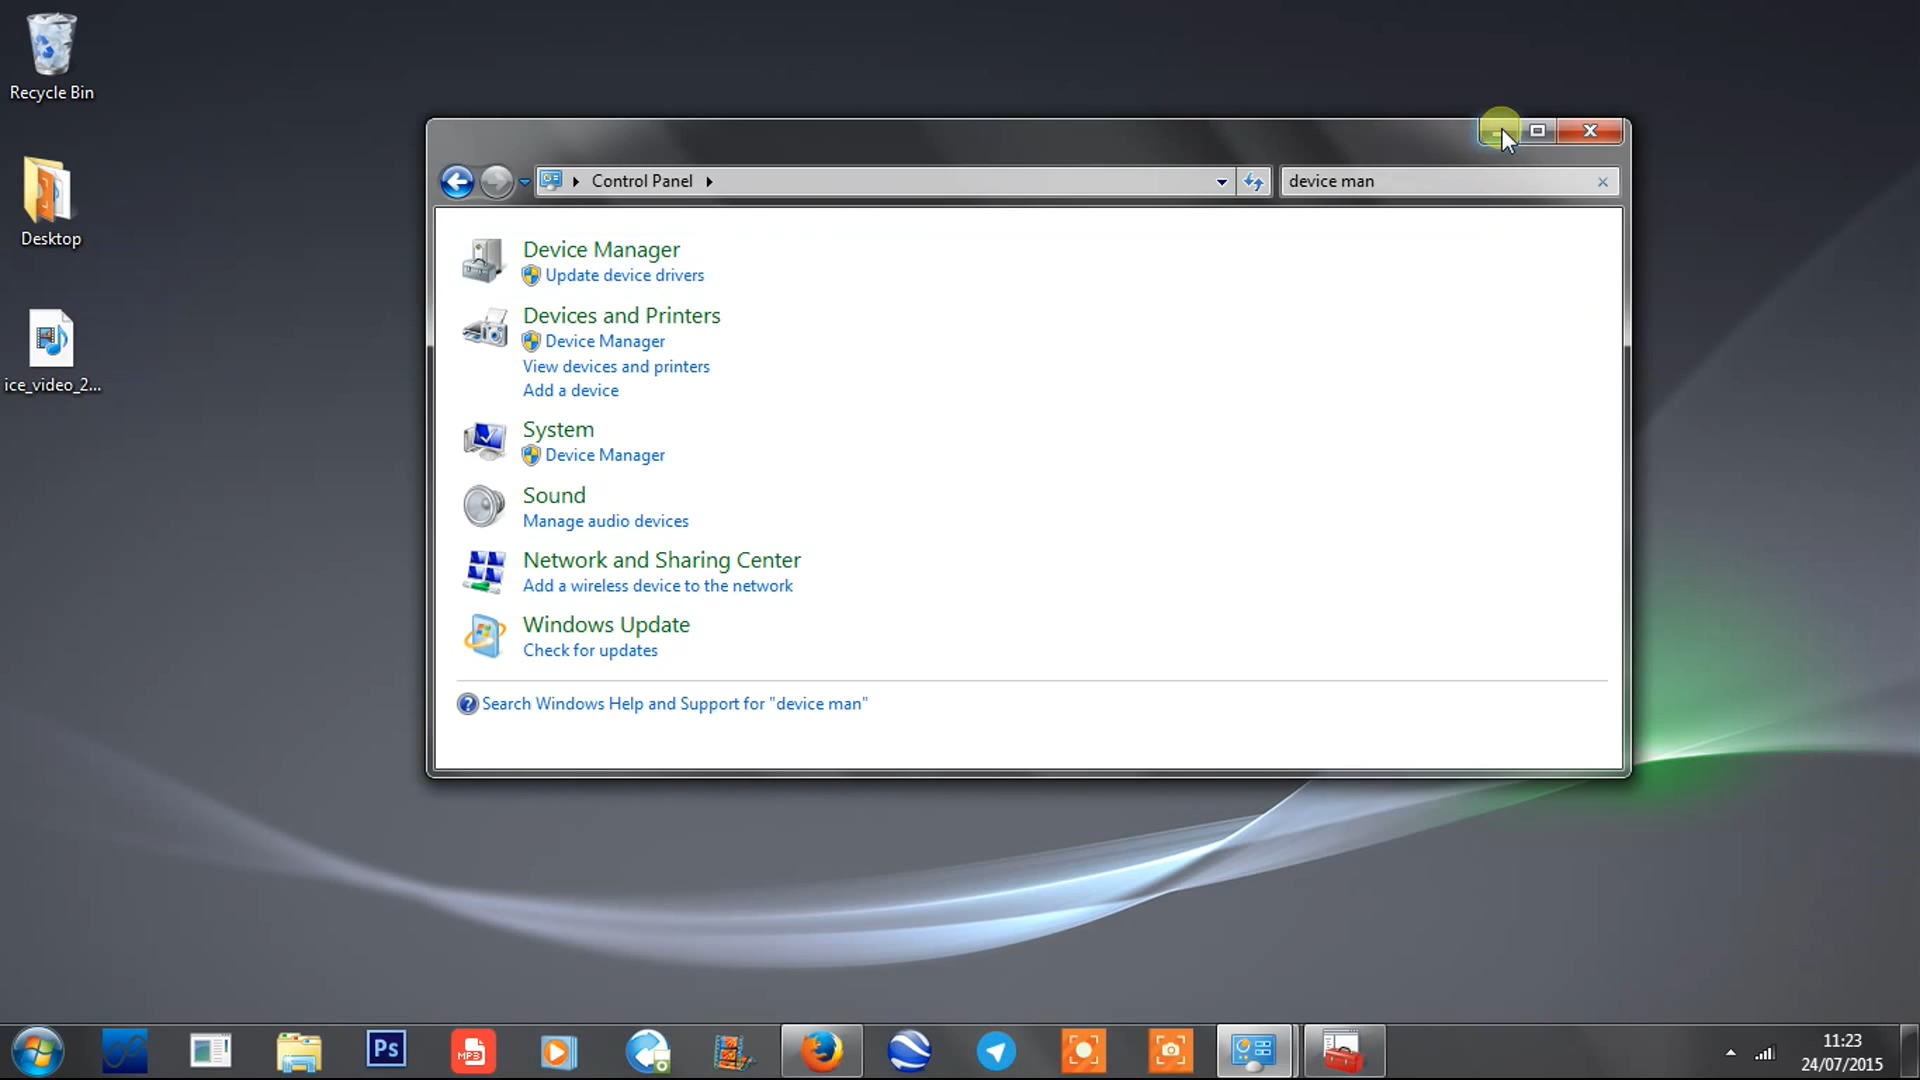 Recycle Bin
Desktop
ice_video_2...
Control Panel
device man
Device Manager
Update device drivers
Devices and Printers
Device Manager
View devices and printers
Add a device
System
Device Manager
Sound
Manage audio devices
Network and Sharing Center
Add a wireless device to the network
Windows Update
Check for updates
Search Windows Help and Support for "device man"
Ps
MP3
11:23
24/07/2015